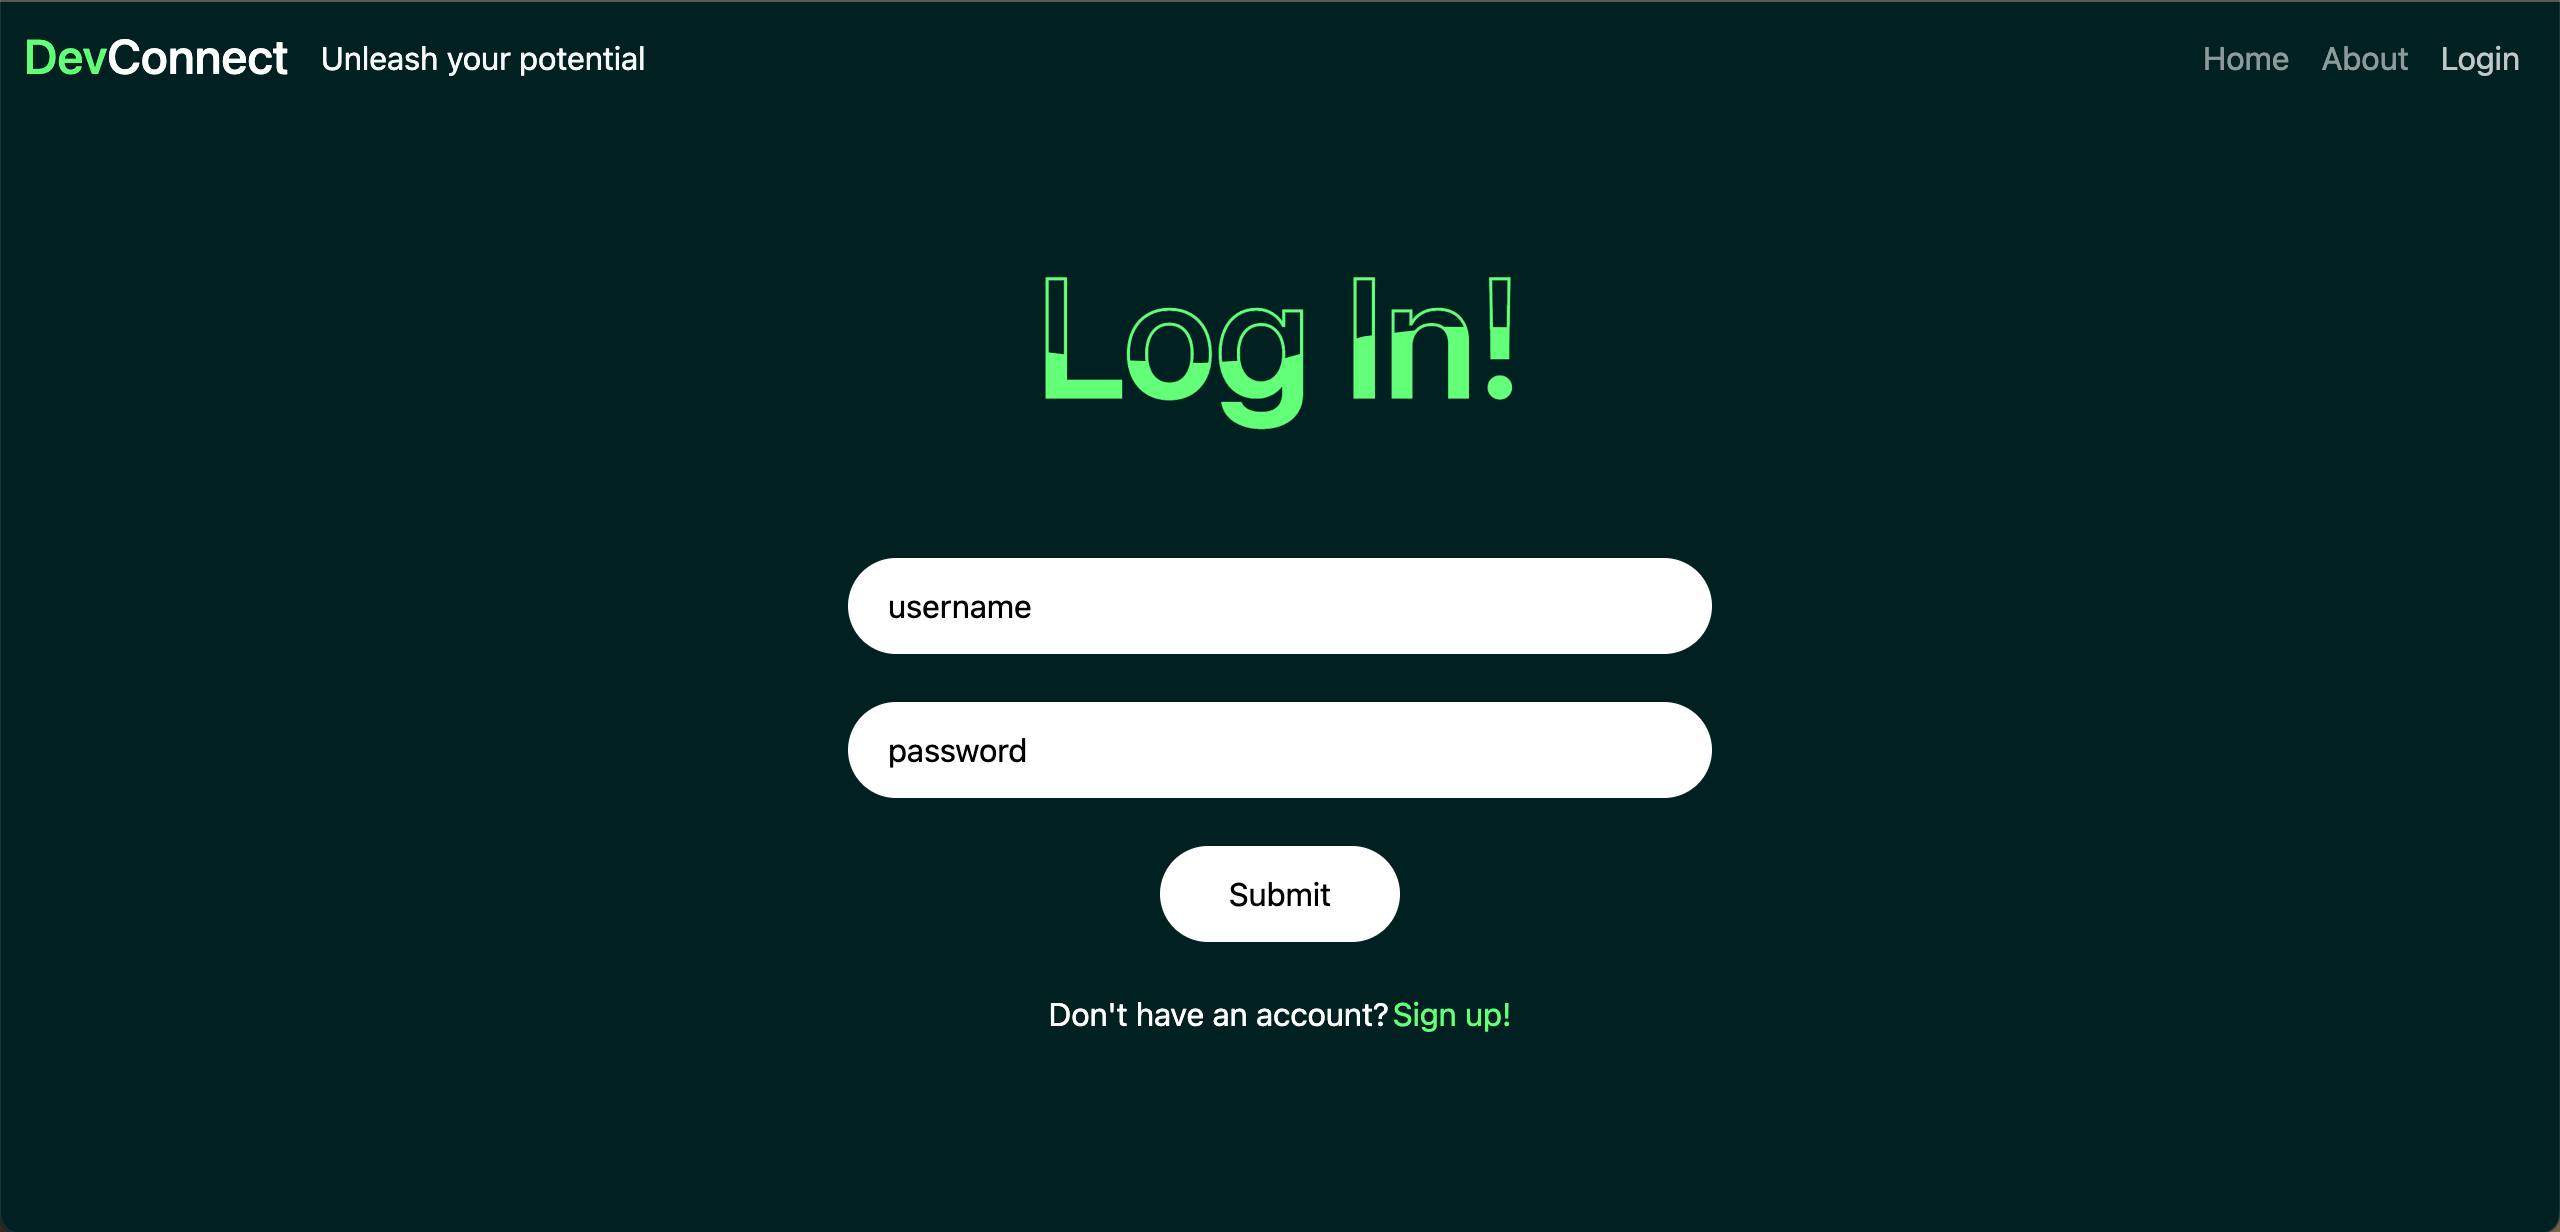 DevConnect Unleash your potential Home About Login
Log In!
username
password
Submit
Don't have an account? Sign up!